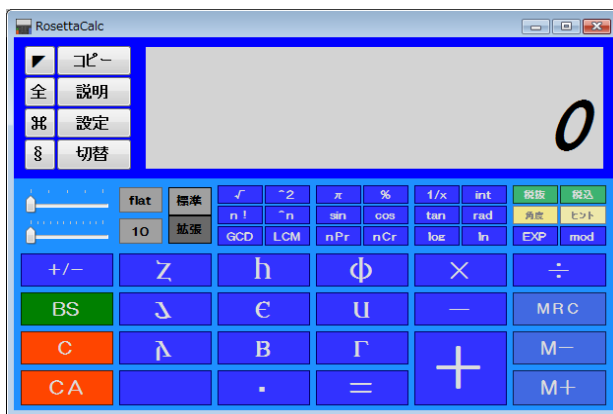 RosettaCalc
◤ コピー
全 説明
⌘ 設定
§ 切替
0
flat 標準 √ ^2 π % 1/x int 税抜 税込
10 拡張 n! ^n sin cos tan rad 角度 ヒント
GCD LCM nPr nCr log ln EXP mod
+/− 𐌶 𐌷 𐌸 × ÷
BS 𐌳 𐌴 𐌵 − MRC
C 𐌰 𐌱 𐌲 + M−
CA . = M+